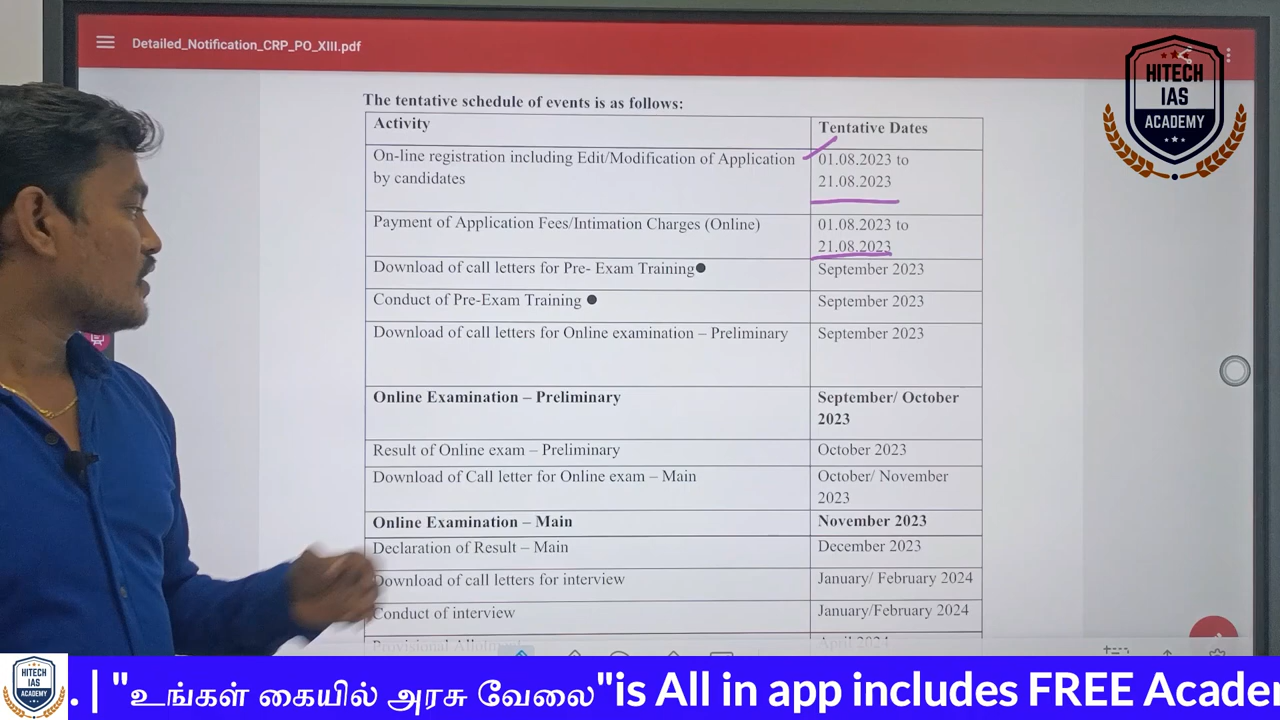 Detailed_Notification_CRP_PO_XIII.pdf
HITECH
IAS
ACADEMY
The tentative schedule of events is as follows:
Activity
Tentative Dates
On-line registration including Edit/Modification of Application
by candidates
01.08.2023 to
21.08.2023
Payment of Application Fees/Intimation Charges (Online)
01.08.2023 to
21.08.2023
Download of call letters for Pre- Exam Training●
September 2023
Conduct of Pre-Exam Training ●
September 2023
Download of call letters for Online examination – Preliminary
September 2023
Online Examination – Preliminary
September/ October
2023
Result of Online exam – Preliminary
October 2023
Download of Call letter for Online exam – Main
October/ November
2023
Online Examination – Main
November 2023
Declaration of Result – Main
December 2023
Download of call letters for interview
January/ February 2024
Conduct of interview
January/February 2024
Provisional
April 2024
HITECH
IAS
ACADEMY
. | "உங்கள் கையில் அரசு வேலை"is All in app includes FREE Acade